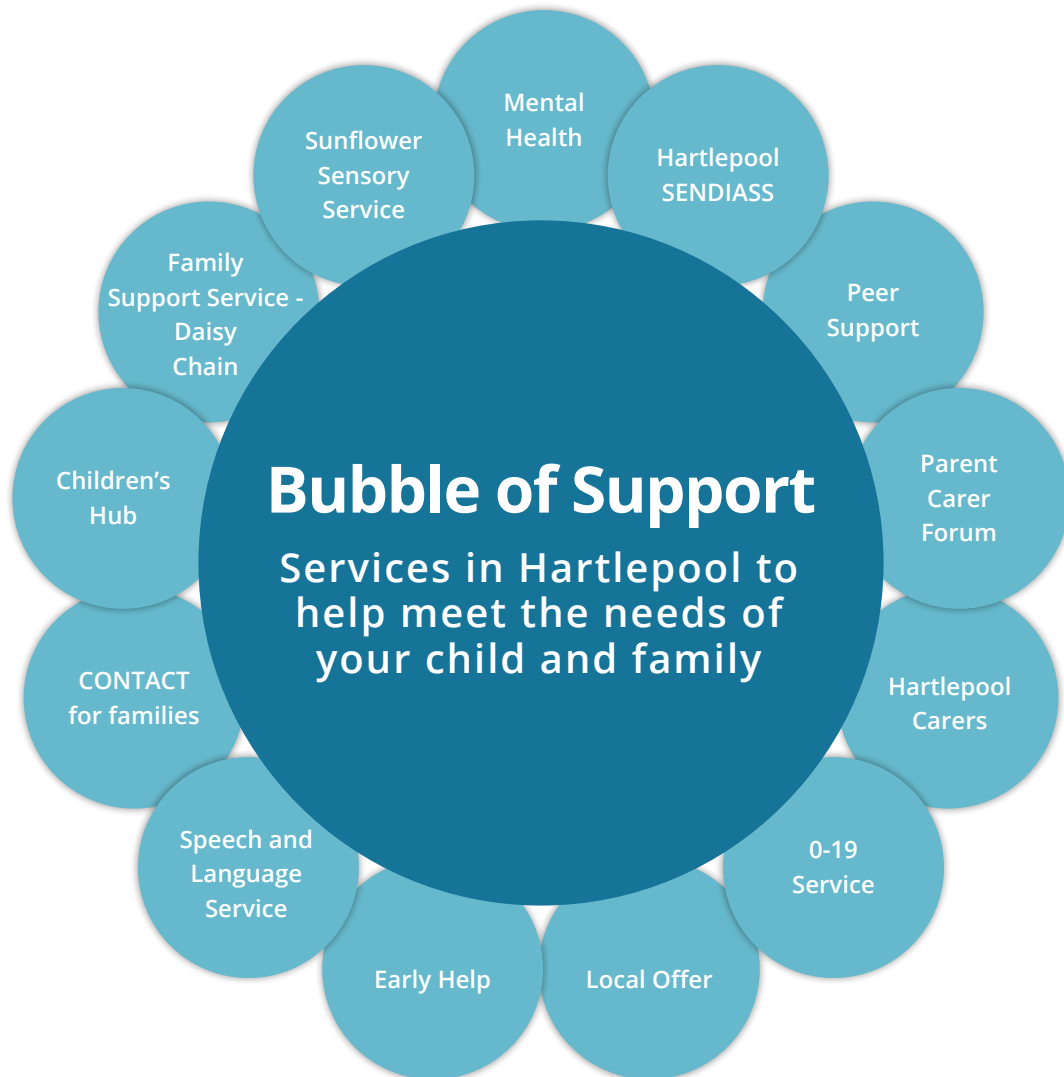 Mental
Health
Hartlepool
SENDIASS
Peer
Support
Parent
Carer
Forum
Hartlepool
Carers
0-19
Service
Local Offer
Early Help
Speech and
Language
Service
CONTACT
for families
Children’s
Hub
Family
Support Service -
Daisy
Chain
Sunflower
Sensory
Service
Bubble of Support
Services in Hartlepool to
help meet the needs of
your child and family